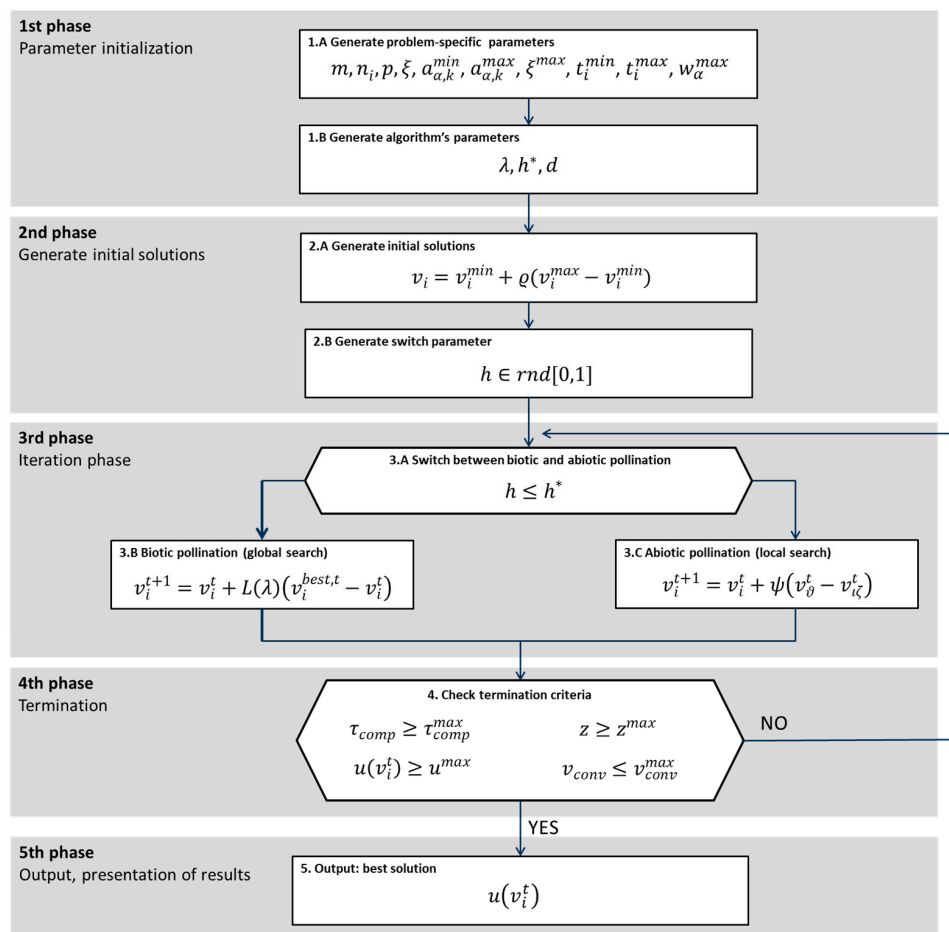 1st phase
Parameter initialization
1.A Generate problem-specific parameters
m, n_i, p, ξ, a_{α,k}^{min}, a_{α,k}^{max}, ξ^{max}, t_i^{min}, t_i^{max}, w_α^{max}
1.B Generate algorithm's parameters
λ, h*, d
2nd phase
Generate initial solutions
2.A Generate initial solutions
v_i = v_i^{min} + ϱ(v_i^{max} − v_i^{min})
2.B Generate switch parameter
h ∈ rnd[0,1]
3rd phase
Iteration phase
3.A Switch between biotic and abiotic pollination
h ≤ h*
3.B Biotic pollination (global search)
v_i^{t+1} = v_i^t + L(λ)(v_i^{best,t} − v_i^t)
3.C Abiotic pollination (local search)
v_i^{t+1} = v_i^t + ψ(v_ϑ^t − v_{ιζ}^t)
4th phase
Termination
4. Check termination criteria
τ_{comp} ≥ τ_{comp}^{max} z ≥ z^{max}
u(v_i^t) ≥ u^{max} v_{conv} ≤ v_{conv}^{max}
NO
YES
5th phase
Output, presentation of results
5. Output: best solution
u(v_i^t)